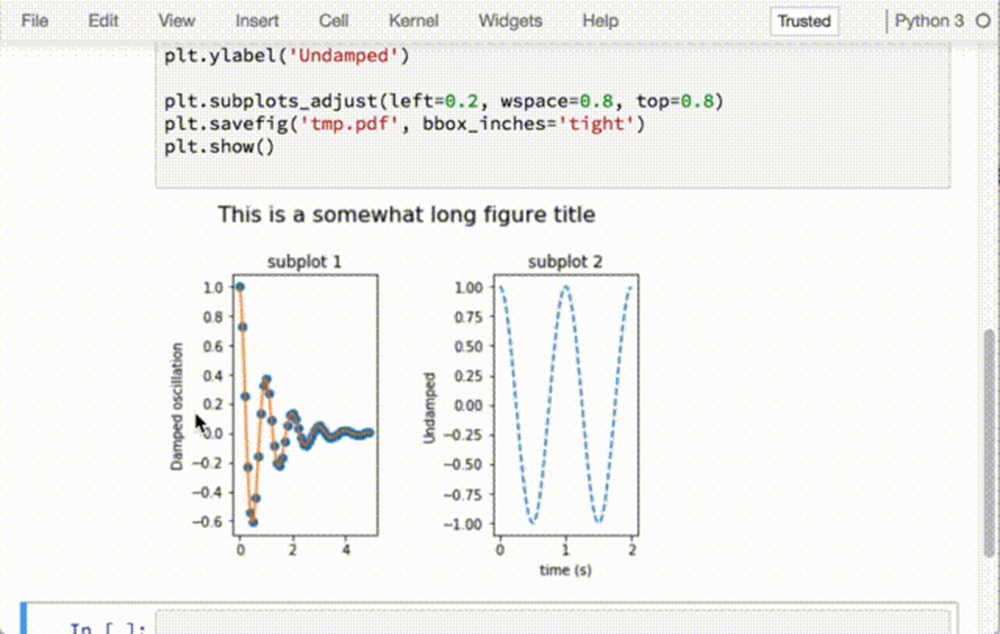 File Edit View Insert Cell Kernel Widgets Help Trusted Python 3
plt.ylabel('Undamped')
plt.subplots_adjust(left=0.2, wspace=0.8, top=0.8)
plt.savefig('tmp.pdf', bbox_inches='tight')
plt.show()
This is a somewhat long figure title
subplot 1
1.0
0.8
0.6
0.4
0.2
0.0
−0.2
−0.4
−0.6
Damped oscillation
0 2 4
subplot 2
1.00
0.75
0.50
0.25
0.00
−0.25
−0.50
−0.75
−1.00
Undamped
0 1 2
time (s)
In [ ]: